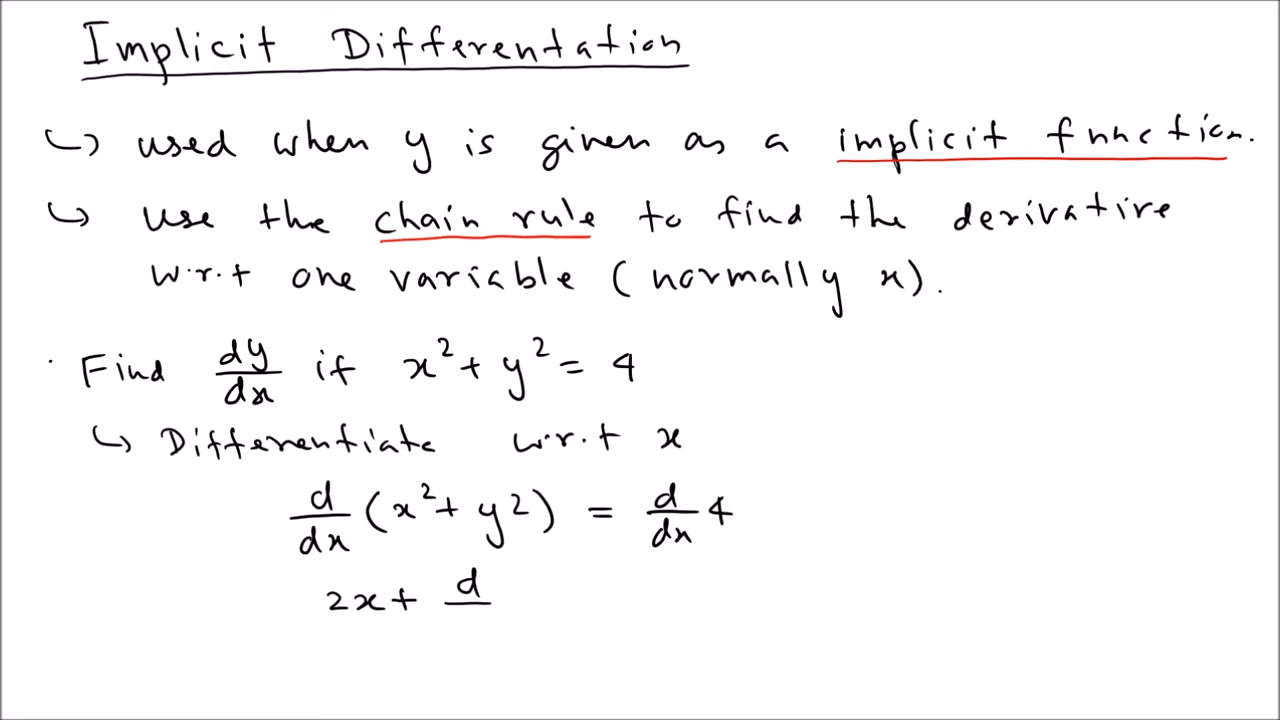 Implicit Differentation
↳ used when y is given as a implicit function.
↳ use the chain rule to find the derivative
w.r.t one variable (normally x).
Find dy/dx if x² + y² = 4
↳ Differentiate w.r.t x
d/dx (x² + y2) = d/dx 4
2x + d